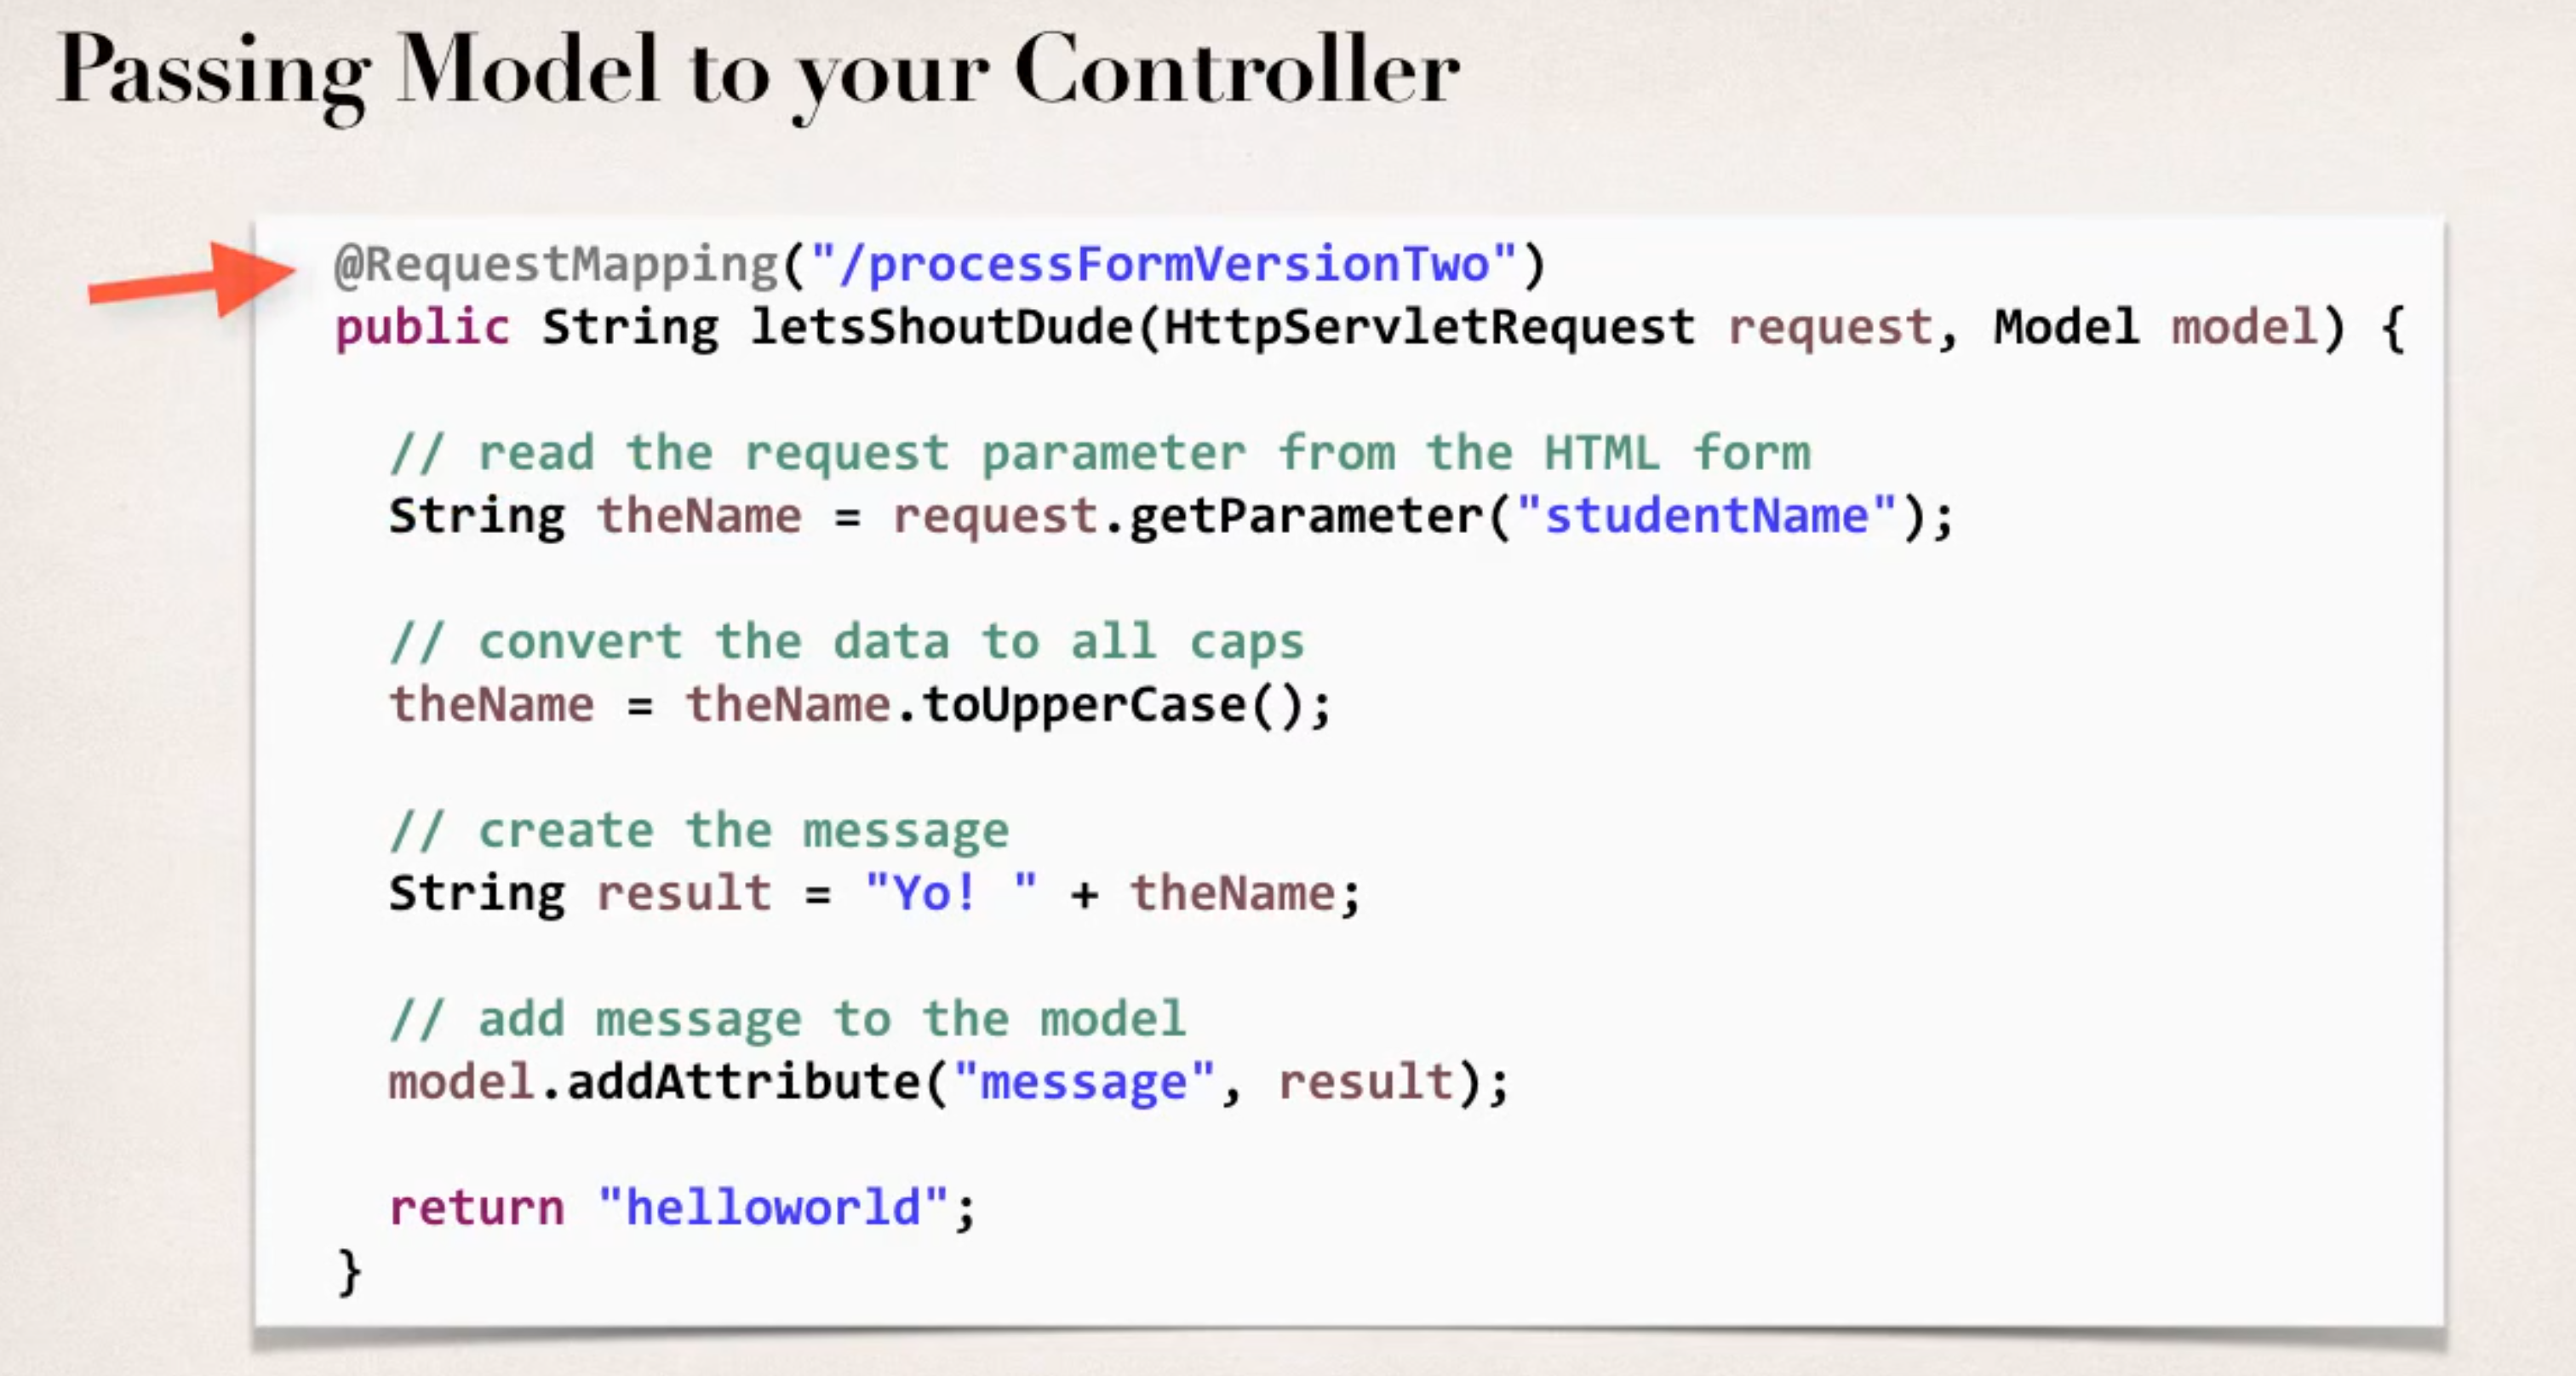 Passing Model to your Controller
@RequestMapping("/processFormVersionTwo")
public String letsShoutDude(HttpServletRequest request, Model model) {
// read the request parameter from the HTML form
String theName = request.getParameter("studentName");
// convert the data to all caps
theName = theName.toUpperCase();
// create the message
String result = "Yo! " + theName;
// add message to the model
model.addAttribute("message", result);
return "helloworld";
}